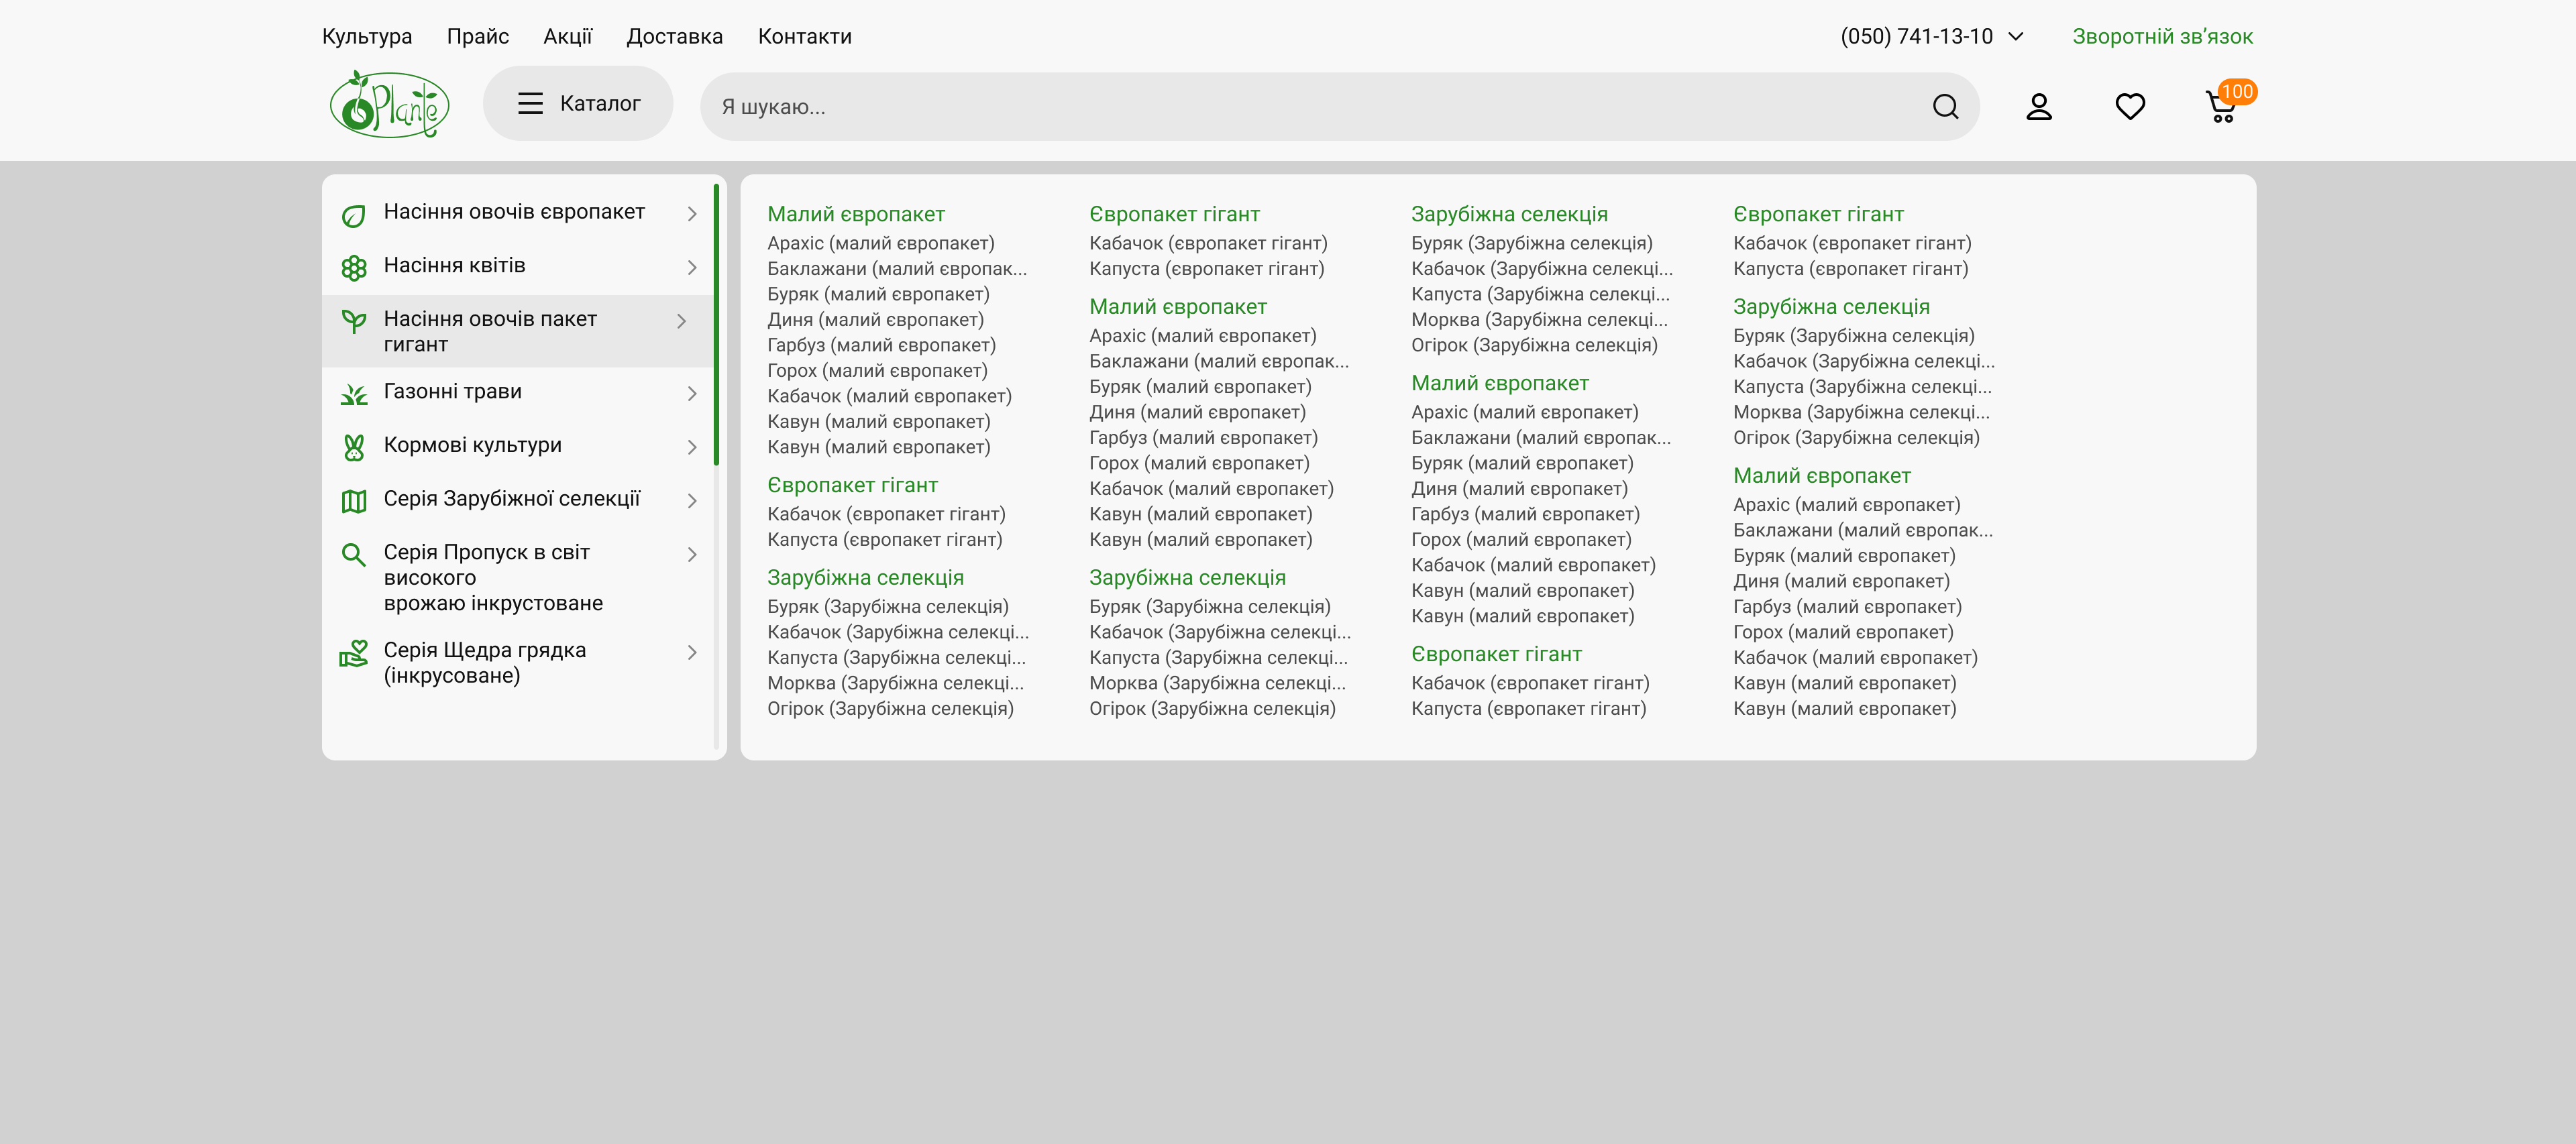 Культура Прайс Акції Доставка Контакти (050) 741-13-10 Зворотній зв’язок
Plante Каталог Я шукаю... 100
Насіння овочів європакет
Насіння квітів
Насіння овочів пакет
гигант
Газонні трави
Кормові культури
Серія Зарубіжної селекції
Серія Пропуск в світ
високого
врожаю інкрустоване
Серія Щедра грядка
(інкрусоване)
Малий європакет
Арахіс (малий європакет)
Баклажани (малий європак...
Буряк (малий європакет)
Диня (малий європакет)
Гарбуз (малий європакет)
Горох (малий європакет)
Кабачок (малий європакет)
Кавун (малий європакет)
Кавун (малий європакет)
Європакет гігант
Кабачок (європакет гігант)
Капуста (європакет гігант)
Зарубіжна селекція
Буряк (Зарубіжна селекція)
Кабачок (Зарубіжна селекці...
Капуста (Зарубіжна селекці...
Морква (Зарубіжна селекці...
Огірок (Зарубіжна селекція)
Європакет гігант
Кабачок (європакет гігант)
Капуста (європакет гігант)
Малий європакет
Арахіс (малий європакет)
Баклажани (малий європак...
Буряк (малий європакет)
Диня (малий європакет)
Гарбуз (малий європакет)
Горох (малий європакет)
Кабачок (малий європакет)
Кавун (малий європакет)
Кавун (малий європакет)
Зарубіжна селекція
Буряк (Зарубіжна селекція)
Кабачок (Зарубіжна селекці...
Капуста (Зарубіжна селекці...
Морква (Зарубіжна селекці...
Огірок (Зарубіжна селекція)
Зарубіжна селекція
Буряк (Зарубіжна селекція)
Кабачок (Зарубіжна селекці...
Капуста (Зарубіжна селекці...
Морква (Зарубіжна селекці...
Огірок (Зарубіжна селекція)
Малий європакет
Арахіс (малий європакет)
Баклажани (малий європак...
Буряк (малий європакет)
Диня (малий європакет)
Гарбуз (малий європакет)
Горох (малий європакет)
Кабачок (малий європакет)
Кавун (малий європакет)
Кавун (малий європакет)
Європакет гігант
Кабачок (європакет гігант)
Капуста (європакет гігант)
Європакет гігант
Кабачок (європакет гігант)
Капуста (європакет гігант)
Зарубіжна селекція
Буряк (Зарубіжна селекція)
Кабачок (Зарубіжна селекці...
Капуста (Зарубіжна селекці...
Морква (Зарубіжна селекці...
Огірок (Зарубіжна селекція)
Малий європакет
Арахіс (малий європакет)
Баклажани (малий європак...
Буряк (малий європакет)
Диня (малий європакет)
Гарбуз (малий європакет)
Горох (малий європакет)
Кабачок (малий європакет)
Кавун (малий європакет)
Кавун (малий європакет)